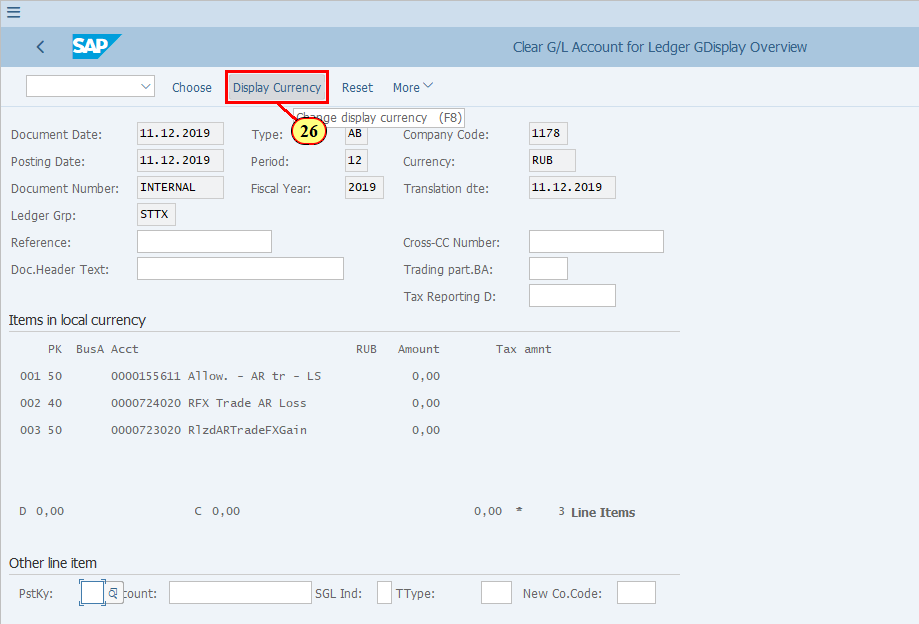 SAP Clear G/L Account for Ledger GDisplay Overview
Choose Display Currency Reset More
Change display currency (F8)
26
Document Date: 11.12.2019 Type: AB Company Code: 1178
Posting Date: 11.12.2019 Period: 12 Currency: RUB
Document Number: INTERNAL Fiscal Year: 2019 Translation dte: 11.12.2019
Ledger Grp: STTX
Reference: Cross-CC Number:
Doc.Header Text: Trading part.BA:
Tax Reporting D:
Items in local currency
PK BusA Acct RUB Amount Tax amnt
001 50 0000155611 Allow. - AR tr - LS 0,00
002 40 0000724020 RFX Trade AR Loss 0,00
003 50 0000723020 RlzdARTradeFXGain 0,00
D 0,00 C 0,00 0,00 * 3 Line Items
Other line item
PstKy: count: SGL Ind: TType: New Co.Code: